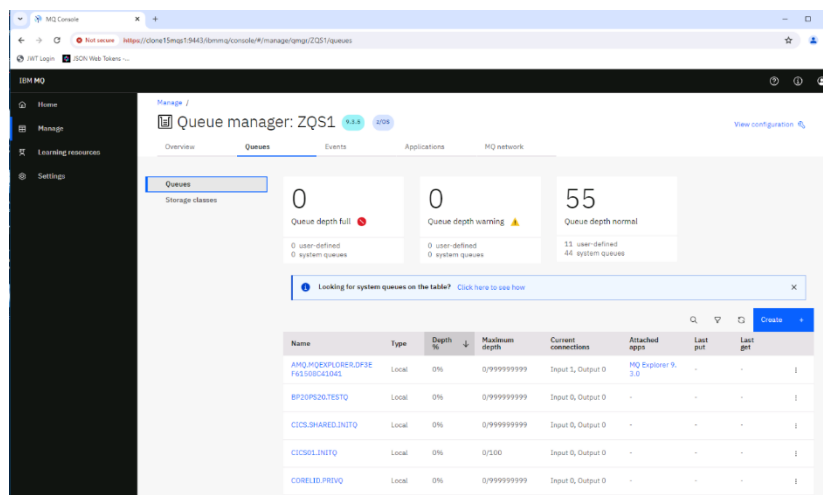 MQ Console
Not secure https://clone15mqs1:9443/ibmmq/console/#/manage/qmgr/ZQS1/queues
JWT Login JSON Web Tokens -...
IBM MQ
Home
Manage
Learning resources
Settings
Manage /
Queue manager: ZQS1 9.3.5 z/OS
View configuration
Overview Queues Events Applications MQ network
Queues
Storage classes
0 0 55
Queue depth full Queue depth warning Queue depth normal
0 user-defined 0 user-defined 11 user-defined
0 system queues 0 system queues 44 system queues
Looking for system queues on the table? Click here to see how
Create +
Name Type Depth % Maximum depth Current connections Attached apps Last put Last get
AMQ.MQEXPLORER.DF3E Local 0% 0/999999999 Input 1, Output 0 MQ Explorer 9. - -
F61508C41041 3.0
BP20PS20.TESTQ Local 0% 0/999999999 Input 0, Output 0 - - -
CICS.SHARED.INITQ Local 0% 0/999999999 Input 0, Output 0 - - -
CICS01.INITQ Local 0% 0/100 Input 0, Output 0 - - -
CORELID.PRIVQ Local 0% 0/999999999 Input 0, Output 0 - - -